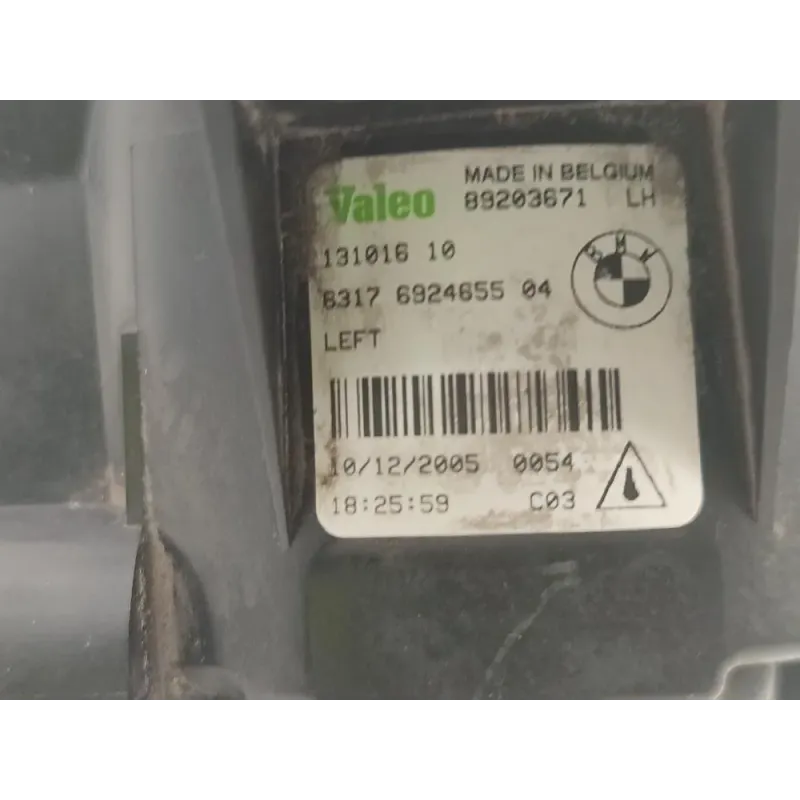 Valeo MADE IN BELGIUM
89203671 LH
131016 10
BMW
6317 6924655 04
LEFT
10/12/2005 0054
18:25:59 C03